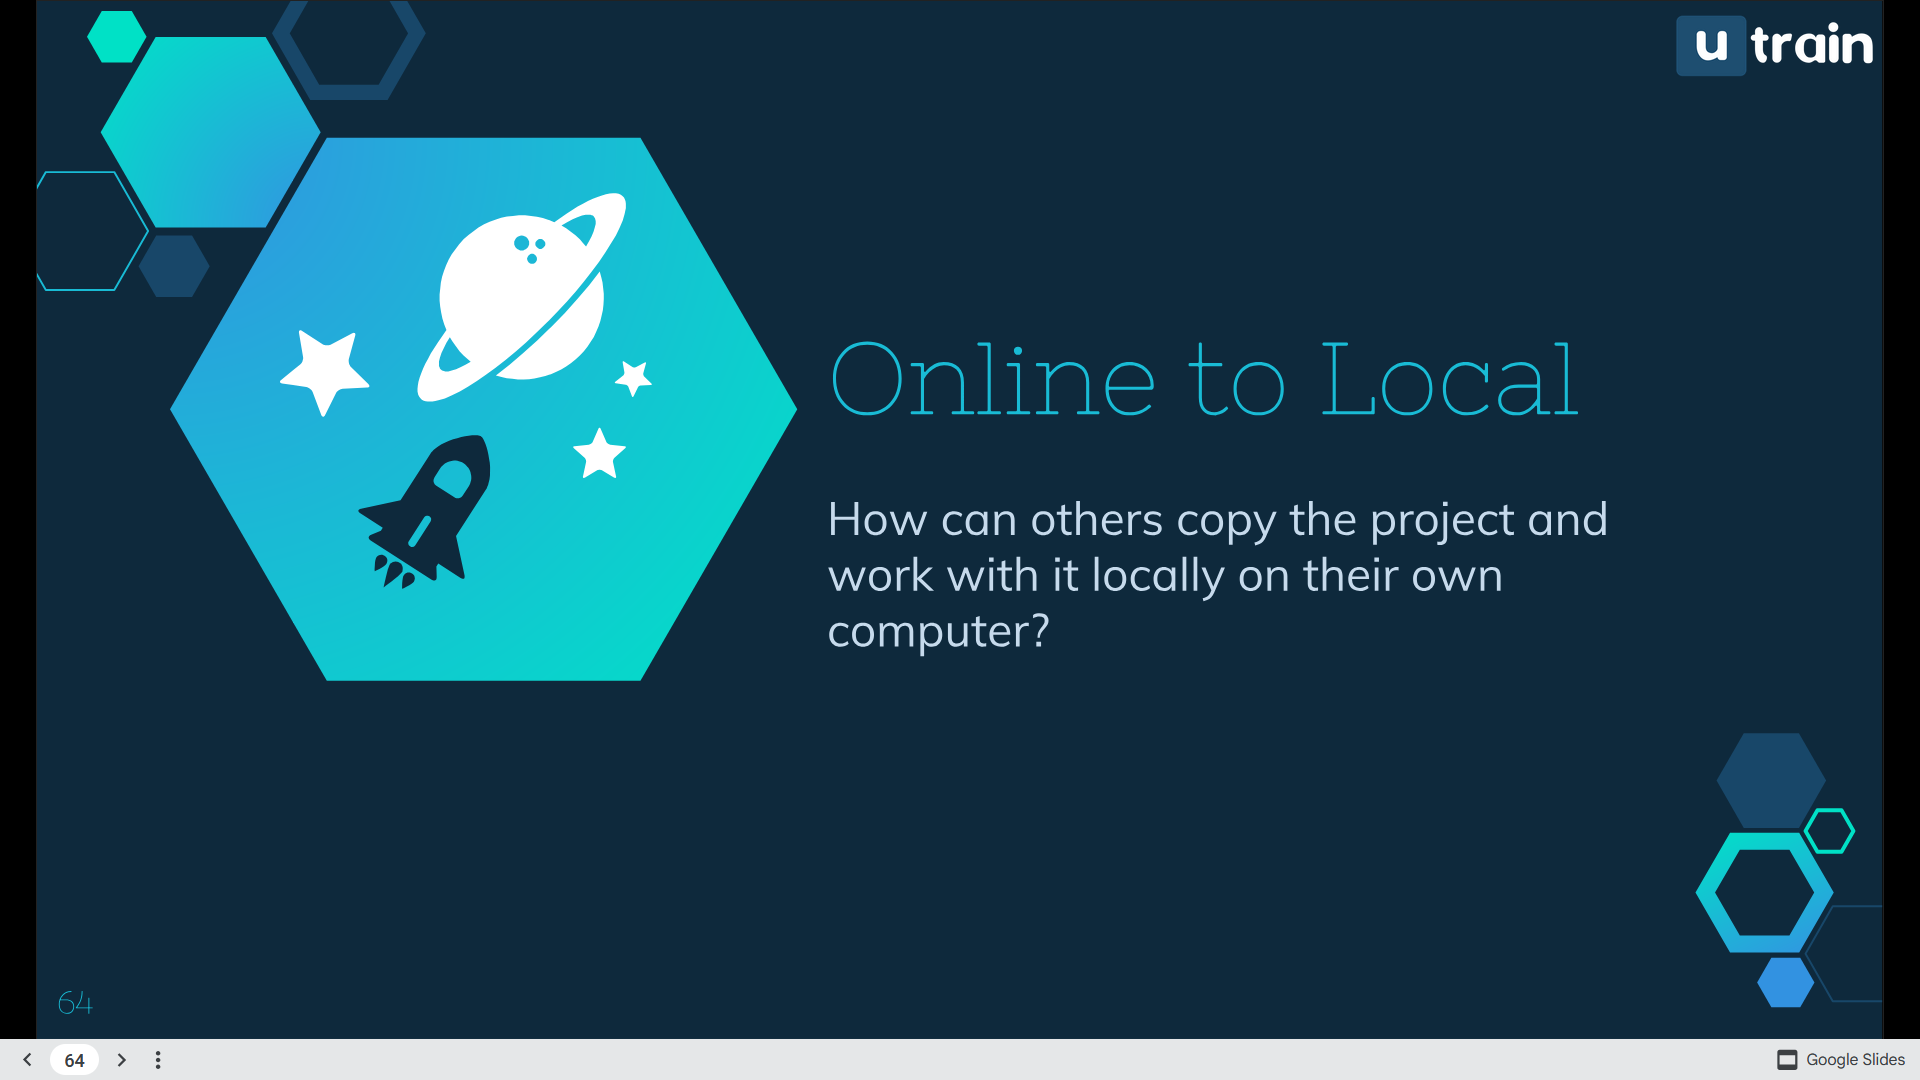 u train
Online to Local
How can others copy the project and
work with it locally on their own
computer?
64
64
Google Slides